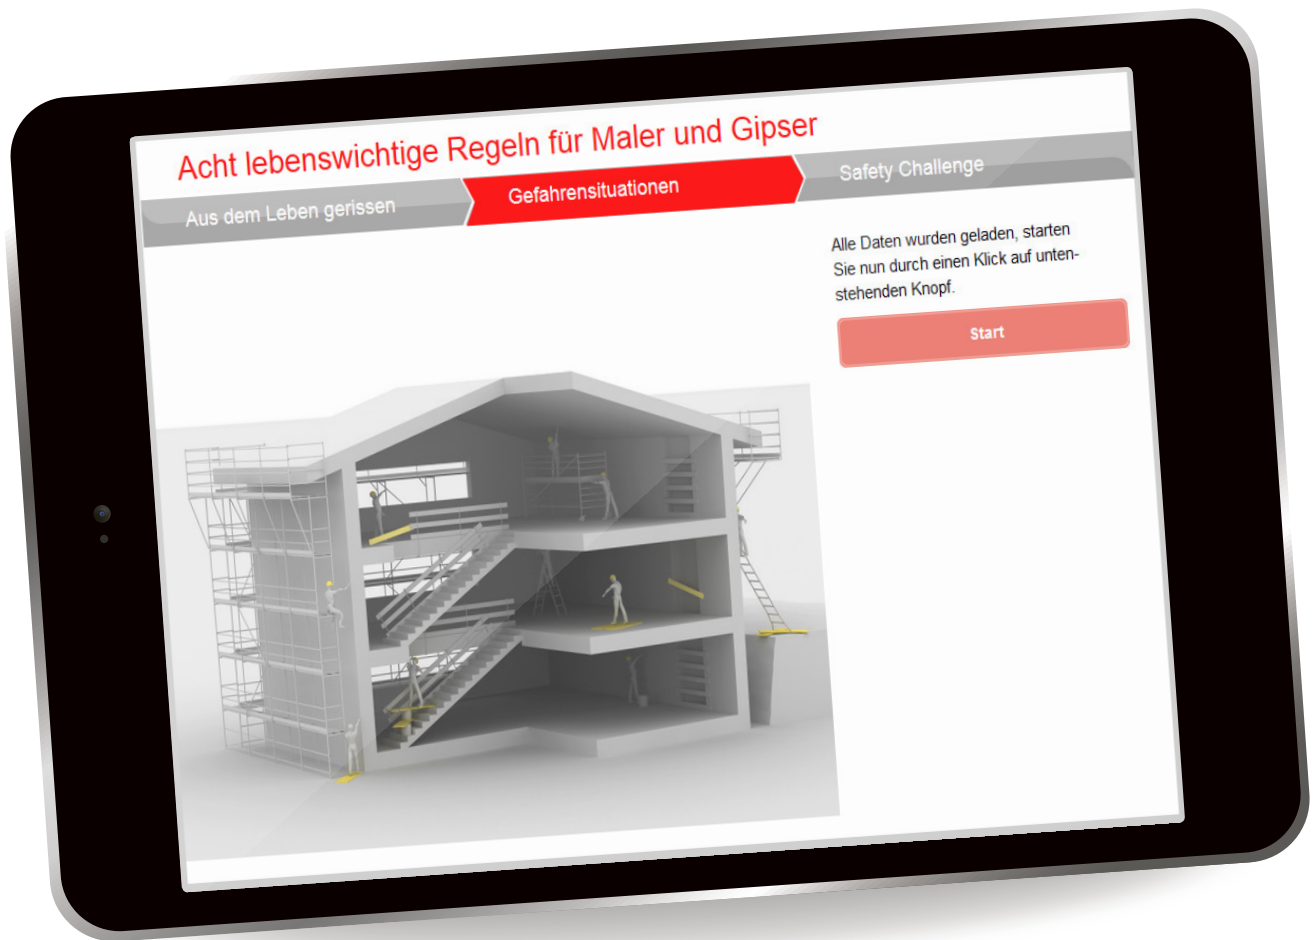 Acht lebenswichtige Regeln für Maler und Gipser
Aus dem Leben gerissen
Gefahrensituationen
Safety Challenge
Alle Daten wurden geladen, starten
Sie nun durch einen Klick auf unten-
stehenden Knopf.
Start